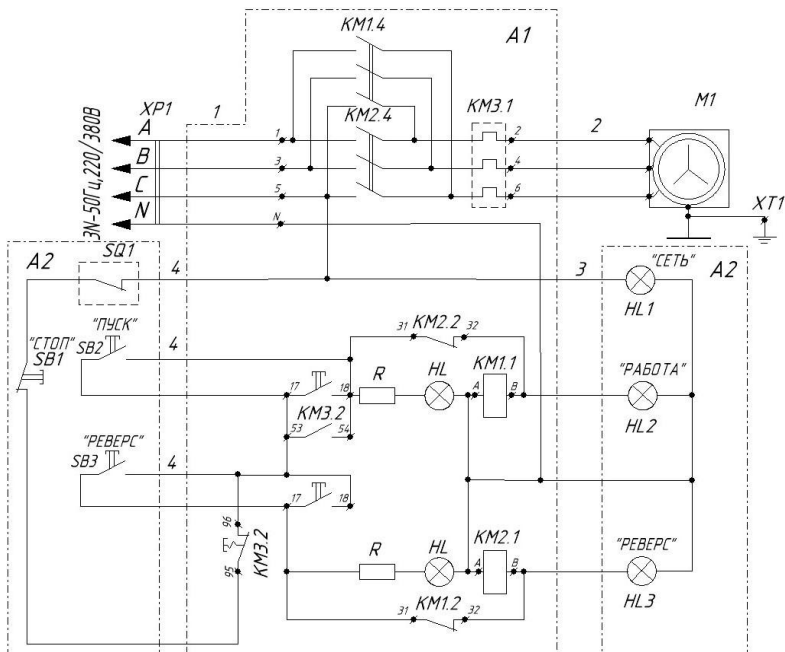 KM1.4
A1
3N~50Гц,220/380В
XP1
1
A
1
KM2.4
KM3.1
2
2
M1
B
3
4
C
5
6
N
N
XT1
A2
SQ1
4
3
"СЕТЬ"
A2
HL1
"СТОП"
SB1
"ПУСК"
SB2
4
31
KM2.2
32
17
18
R
HL
A
KM1.1
B
"РАБОТА"
HL2
KM3.2
53
54
"РЕВЕРС"
SB3
4
17
18
96
95
KM3.2
R
HL
A
KM2.1
B
"РЕВЕРС"
HL3
31
KM1.2
32